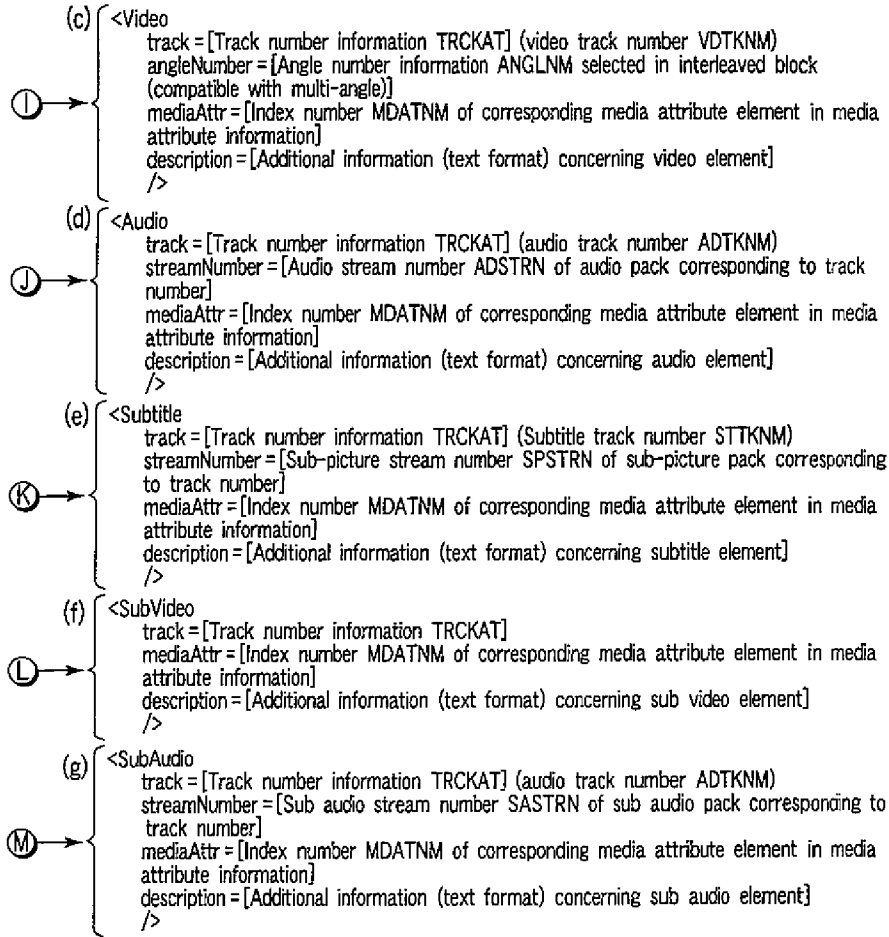 (c) <Video
track = [Track number information TRCKAT] (video track number VDTKNM)
angleNumber = [Angle number information ANGLNM selected in interleaved block
(compatible with multi-angle)]
I
mediaAttr = [Index number MDATNM of corresponding media attribute element in media
attribute information]
description = [Additional information (text format) concerning video element]
/>
(d) <Audio
track = [Track number information TRCKAT] (audio track number ADTKNM)
J
streamNumber = [Audio stream number ADSTRN of audio pack corresponding to track
number]
mediaAttr = [Index number MDATNM of corresponding media attribute element in media
attribute information]
description = [Additional information (text format) concerning audio element]
/>
(e) <Subtitle
track = [Track number information TRCKAT] (Subtitle track number STTKNM)
streamNumber = [Sub-picture stream number SPSTRN of sub-picture pack corresponding
to track number]
K
mediaAttr = [Index number MDATNM of corresponding media attribute element in media
attribute information]
description = [Additional information (text format) concerning subtitle element]
/>
(f) <SubVideo
track = [Track number information TRCKAT]
L
mediaAttr = [Index number MDATNM of corresponding media attribute element in media
attribute information]
description = [Additional information (text format) concerning sub video element]
/>
(g) <SubAudio
track = [Track number information TRCKAT] (audio track number ADTKNM)
streamNumber = [Sub audio stream number SASTRN of sub audio pack corresponding to
track number]
M
mediaAttr = [Index number MDATNM of corresponding media attribute element in media
attribute information]
description = [Additional information (text format) concerning sub audio element]
/>